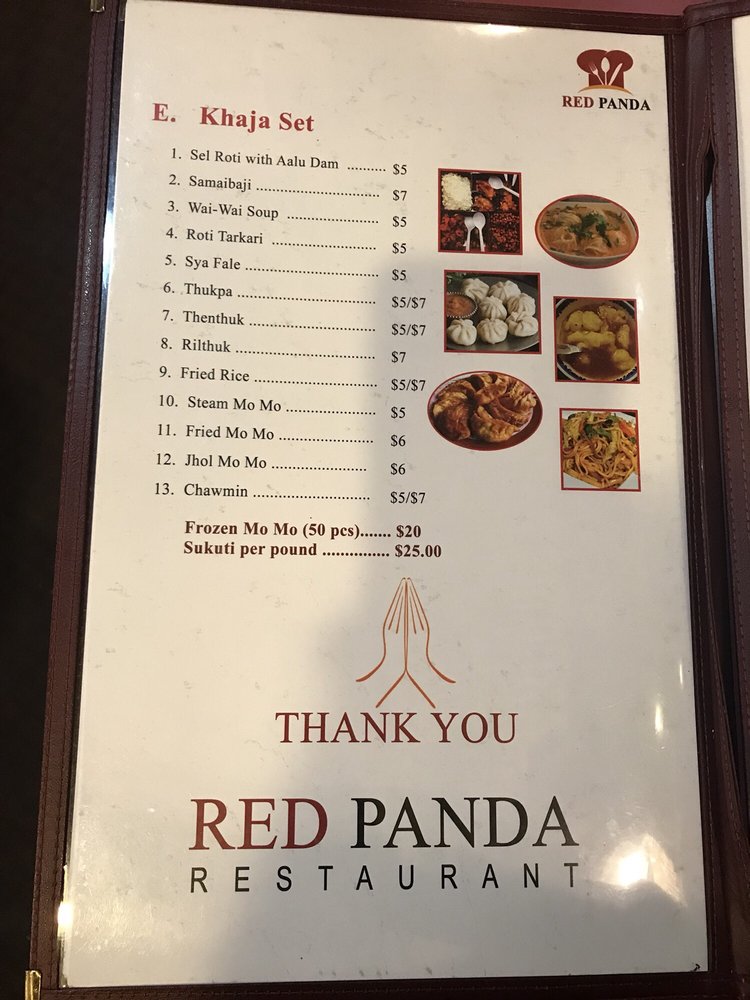 RED PANDA
E. Khaja Set
1. Sel Roti with Aalu Dam .......... $5
2. Samaibaji ................................ $7
3. Wai-Wai Soup ........................ $5
4. Roti Tarkari ........................... $5
5. Sya Fale .................................. $5
6. Thukpa ................................... $5/$7
7. Thenthuk ................................ $5/$7
8. Rilthuk ................................... $7
9. Fried Rice ............................... $5/$7
10. Steam Mo Mo ....................... $5
11. Fried Mo Mo ........................ $6
12. Jhol Mo Mo ........................ $6
13. Chawmin ............................. $5/$7
Frozen Mo Mo (50 pcs)....... $20
Sukuti per pound ............... $25.00
THANK YOU
RED PANDA
RESTAURANT